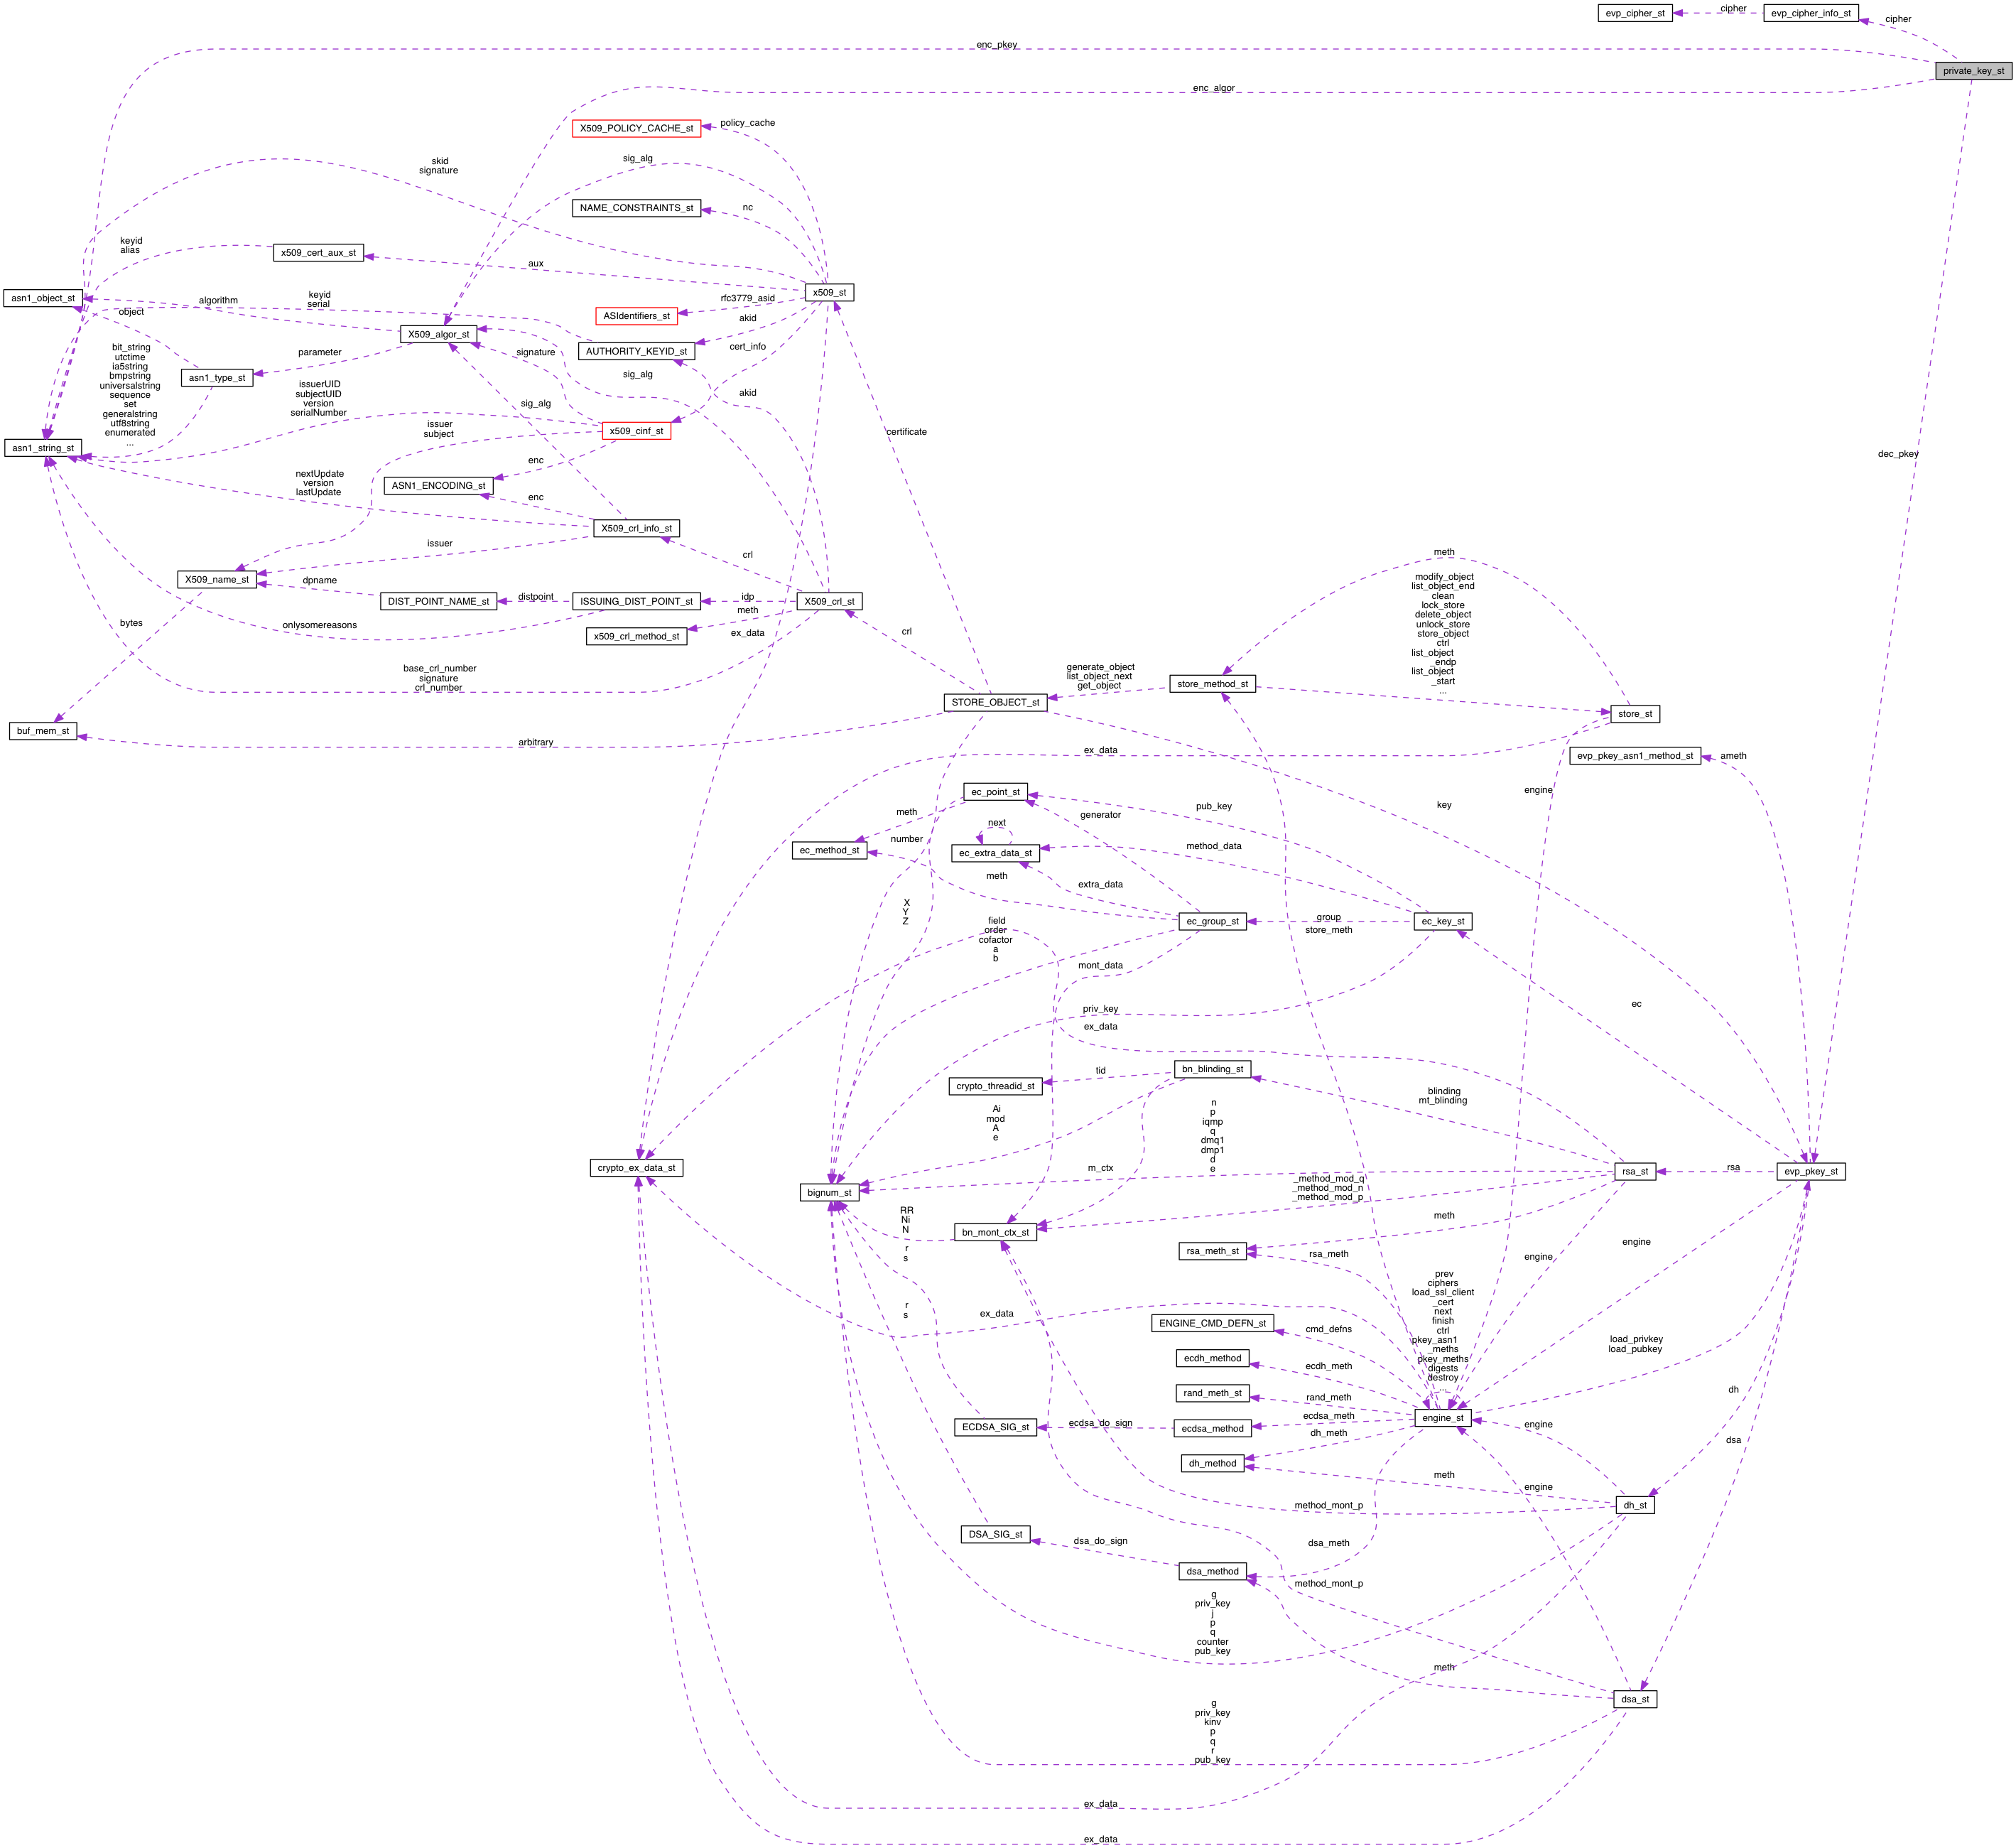 evp_cipher_st
cipher
evp_cipher_info_st
cipher
enc_pkey
private_key_st
enc_algor
X509_POLICY_CACHE_st
policy_cache
sig_alg
skid
signature
NAME_CONSTRAINTS_st
nc
keyid
alias
x509_cert_aux_st
aux
asn1_object_st
algorithm
keyid
serial
x509_st
rfc3779_asid
ASIdentifiers_st
akid
object
X509_algor_st
signature
AUTHORITY_KEYID_st
cert_info
parameter
asn1_type_st
sig_alg
akid
bit_string
utctime
ia5string
bmpstring
universalstring
sequence
set
generalstring
utf8string
enumerated
...
issuerUID
subjectUID
version
serialNumber
sig_alg
issuer
subject
x509_cinf_st
certificate
asn1_string_st
dec_pkey
enc
nextUpdate
version
lastUpdate
ASN1_ENCODING_st
enc
X509_crl_info_st
issuer
crl
meth
X509_name_st
dpname
DIST_POINT_NAME_st
distpoint
ISSUING_DIST_POINT_st
idp
X509_crl_st
meth
modify_object
list_object_end
clean
lock_store
delete_object
unlock_store
store_object
ctrl
list_object
_endp
list_object
_start
...
bytes
onlysomereasons
x509_crl_method_st
ex_data
crl
base_crl_number
signature
crl_number
generate_object
list_object_next
get_object
store_method_st
STORE_OBJECT_st
store_st
buf_mem_st
arbitrary
ex_data
evp_pkey_asn1_method_st
ameth
ec_point_st
engine
pub_key
key
meth
generator
next
number
ec_method_st
ec_extra_data_st
method_data
meth
extra_data
X
Y
Z
field
order
cofactor
a
b
ec_group_st
group
store_meth
ec_key_st
mont_data
priv_key
ec
ex_data
bn_blinding_st
tid
crypto_threadid_st
blinding
mt_blinding
Ai
mod
A
e
n
p
iqmp
q
dmq1
dmp1
d
e
crypto_ex_data_st
m_ctx
rsa_st
rsa
evp_pkey_st
bignum_st
_method_mod_q
_method_mod_n
_method_mod_p
RR
Ni
N
bn_mont_ctx_st
meth
r
s
rsa_meth_st
rsa_meth
engine
engine
prev
ciphers
load_ssl_client
_cert
next
finish
ctrl
pkey_asn1
_meths
pkey_meths
digests
destroy
...
r
s
ex_data
ENGINE_CMD_DEFN_st
cmd_defns
load_privkey
load_pubkey
ecdh_method
ecdh_meth
rand_meth_st
rand_meth
dh
engine_st
ECDSA_SIG_st
ecdsa_do_sign
ecdsa_method
ecdsa_meth
engine
dh_meth
dsa
dh_method
meth
engine
method_mont_p
dh_st
DSA_SIG_st
dsa_do_sign
dsa_meth
dsa_method
method_mont_p
g
priv_key
j
p
q
counter
pub_key
meth
dsa_st
g
priv_key
kinv
p
q
r
pub_key
ex_data
ex_data